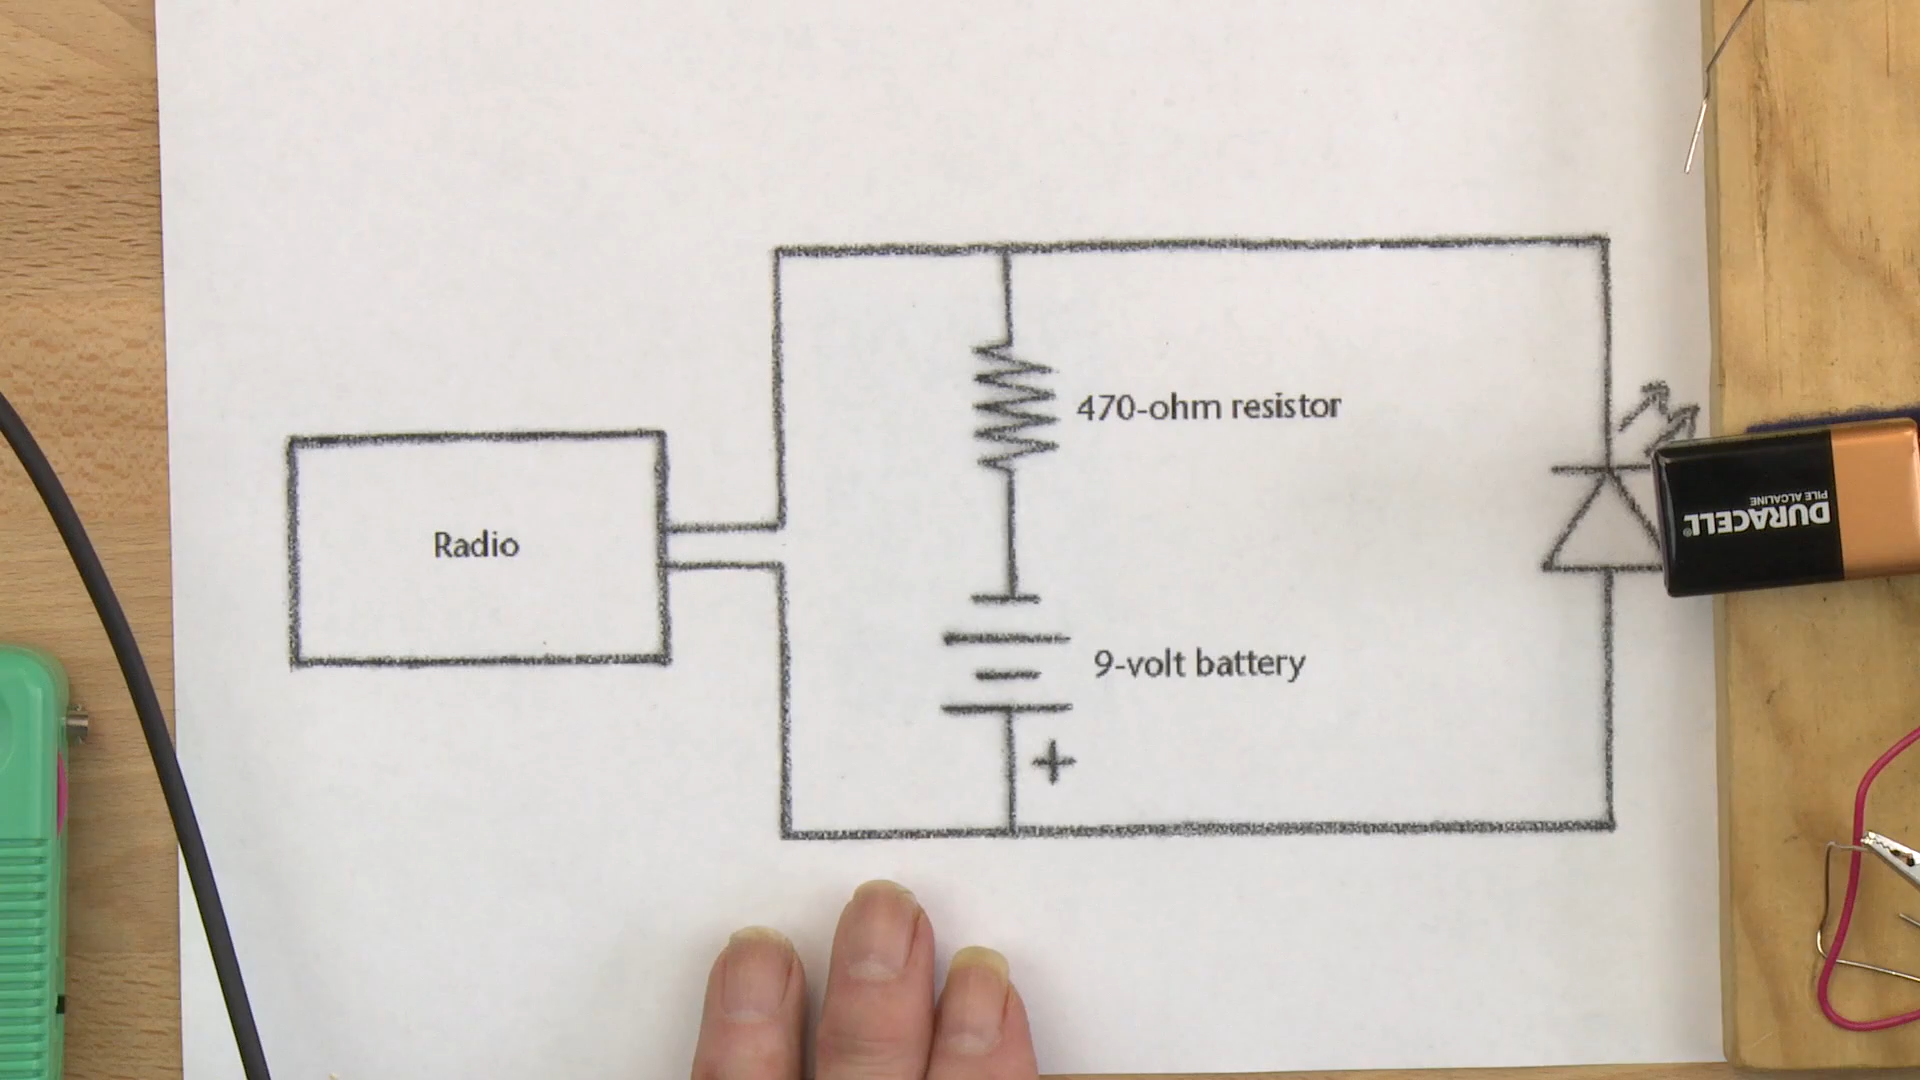 470-ohm resistor
DURACELL®
PILE ALCALINE
Radio
9-volt battery
+